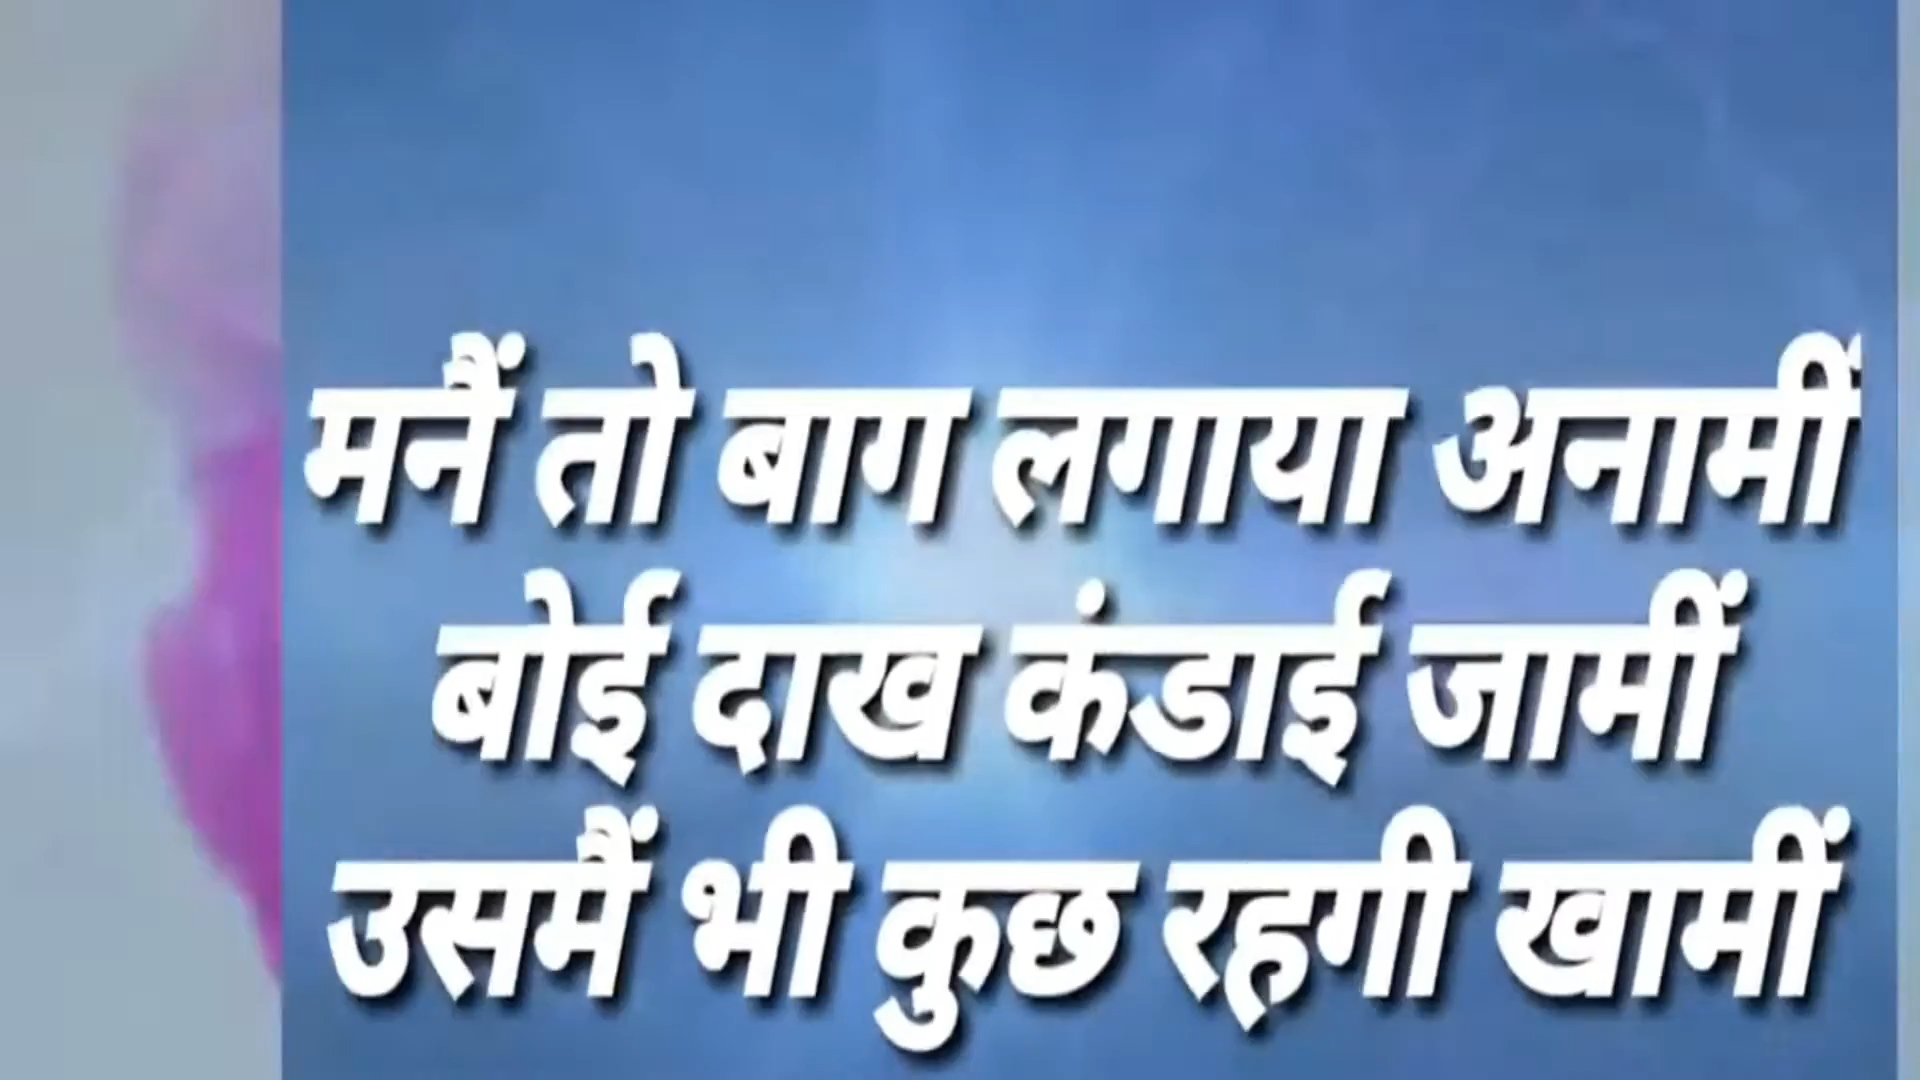 मनैं तो बाग लगाया अनामीं
बोई दाख कंडाई जामीं
उसमैं भी कुछ रहगी खामीं